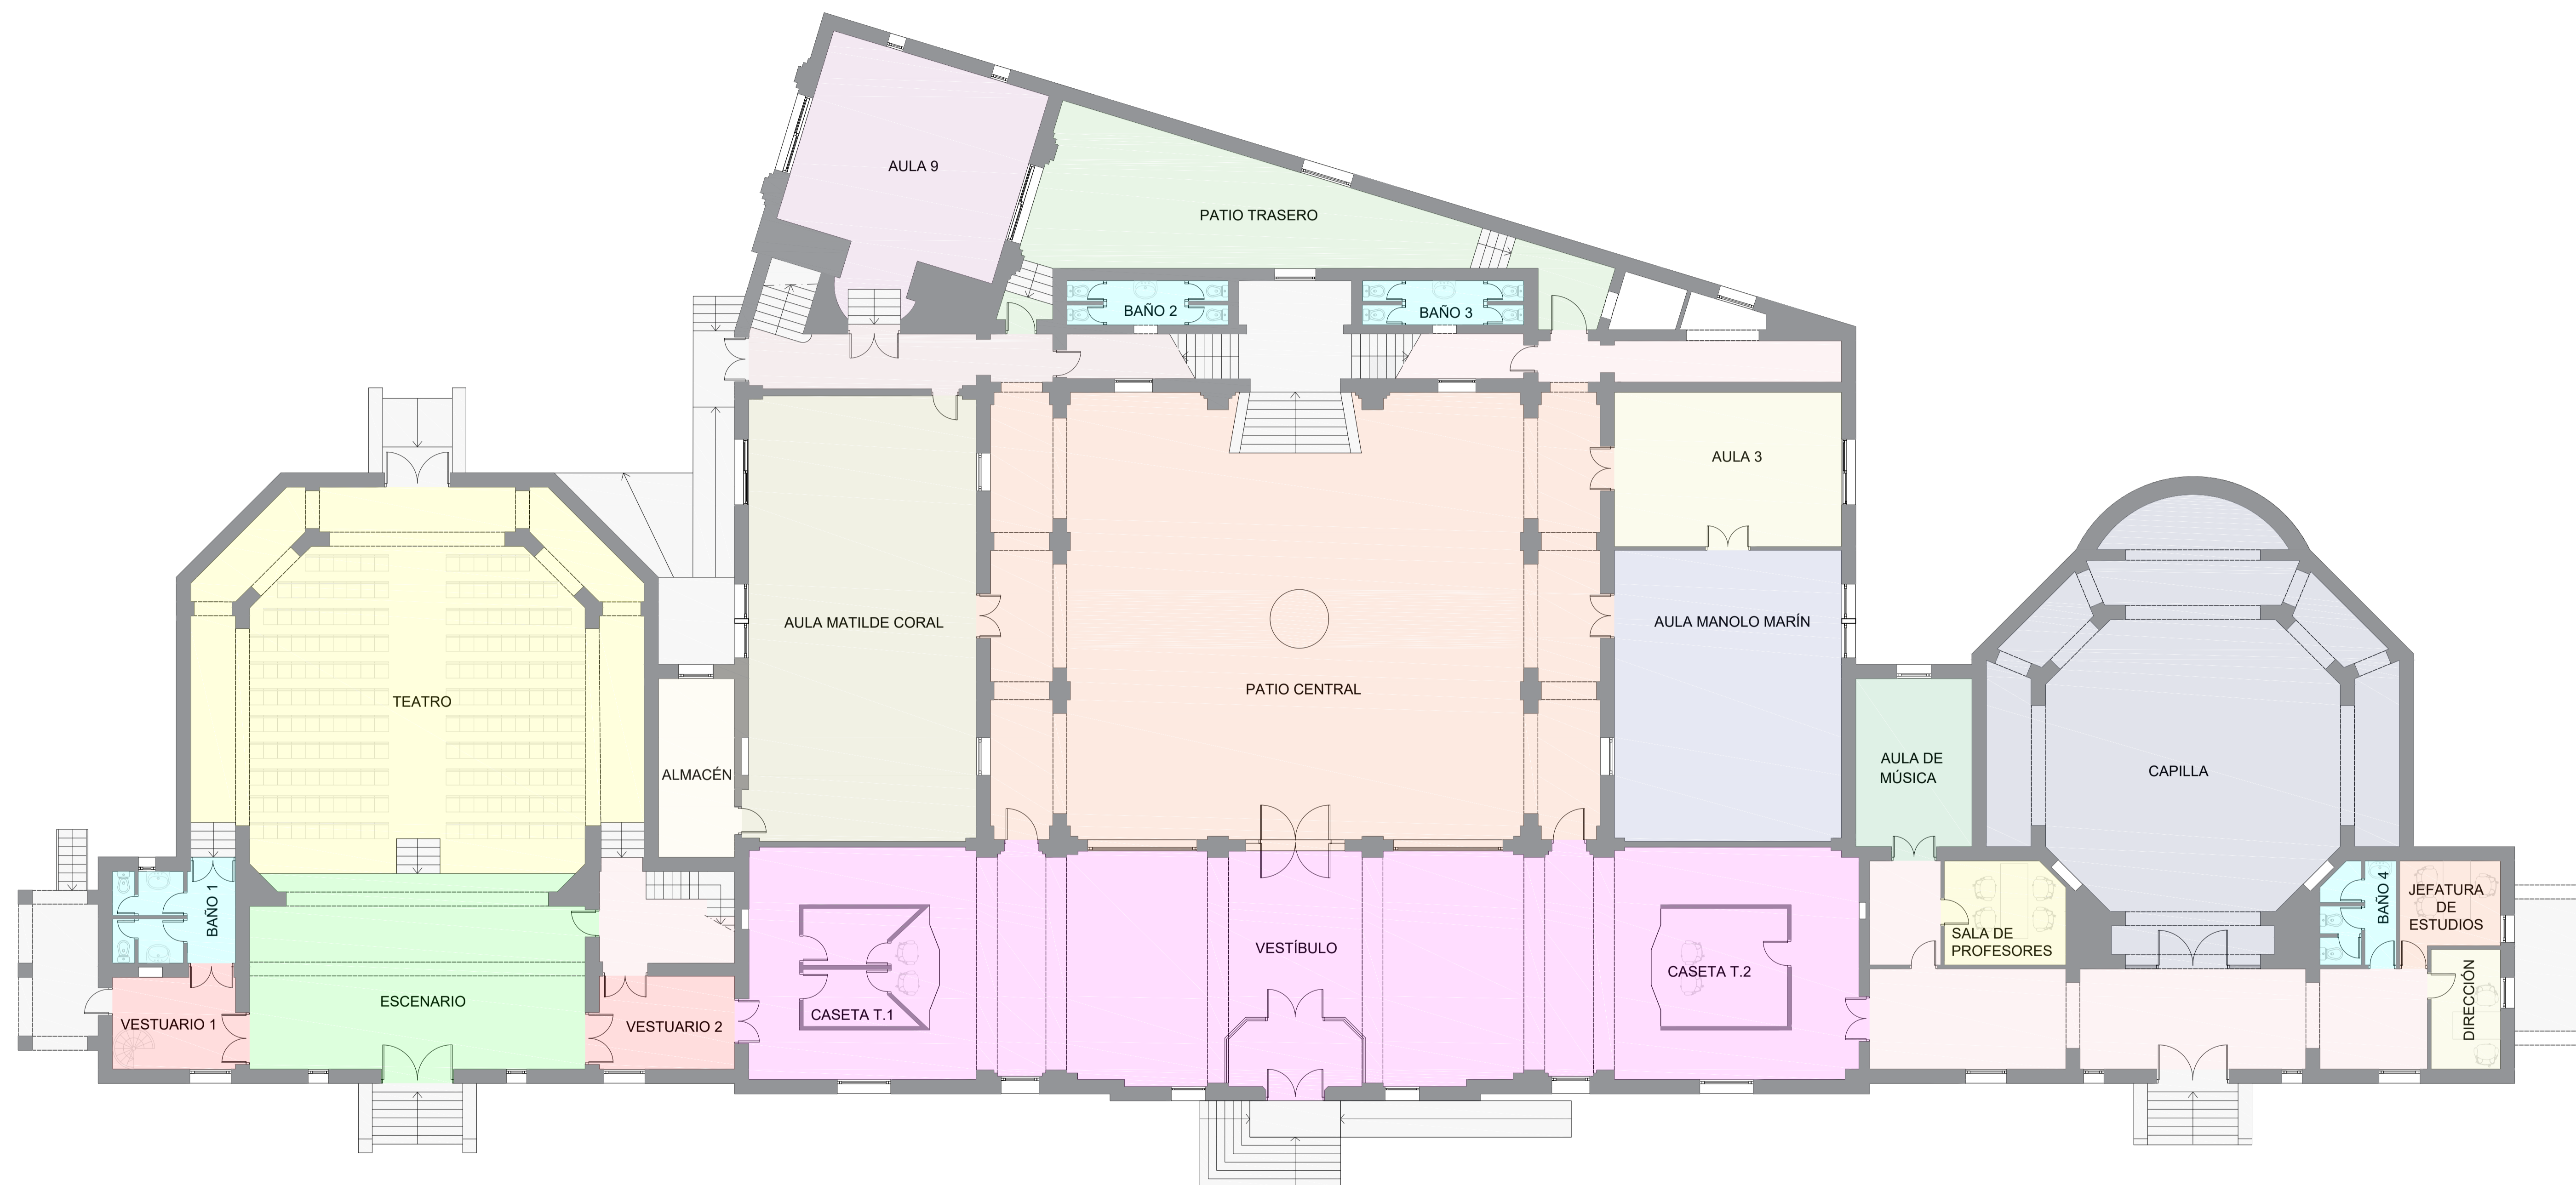 AULA 9
PATIO TRASERO
BAÑO 2
BAÑO 3
AULA 3
AULA MATILDE CORAL
AULA MANOLO MARÍN
PATIO CENTRAL
TEATRO
ALMACÉN
AULA DE
MÚSICA
CAPILLA
BAÑO 1
BAÑO 4
JEFATURA
DE
ESTUDIOS
SALA DE
PROFESORES
VESTÍBULO
CASETA T.1
CASETA T.2
ESCENARIO
VESTUARIO 1
VESTUARIO 2
DIRECCIÓN